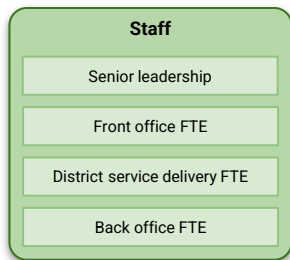 Staff
Senior leadership
Front office FTE
District service delivery FTE
Back office FTE